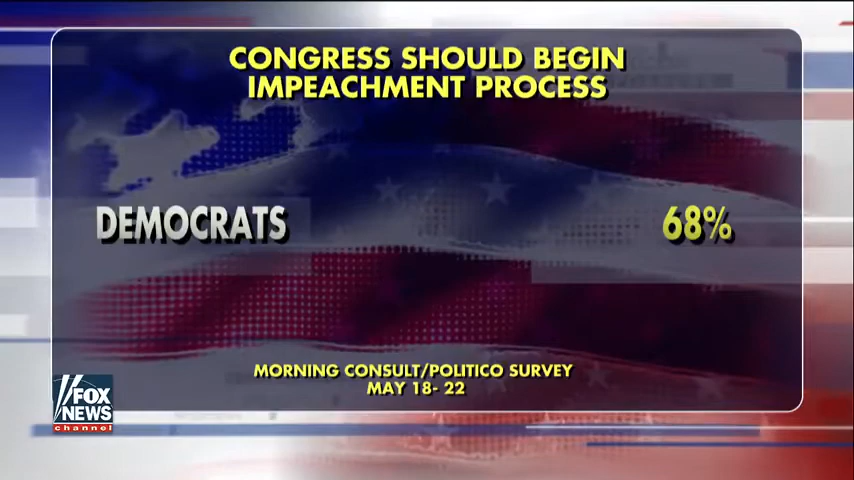 CONGRESS SHOULD BEGIN
IMPEACHMENT PROCESS
DEMOCRATS 68%
MORNING CONSULT/POLITICO SURVEY
MAY 18- 22
FOX
NEWS
channel